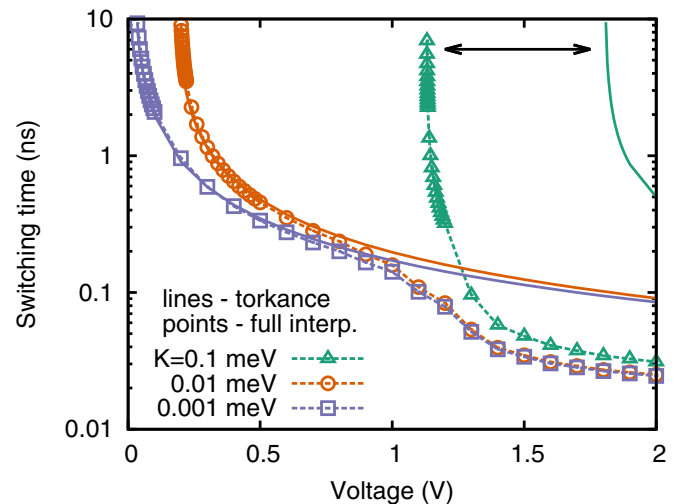 10
1
0.1
0.01
Switching time (ns)
lines - torkance
points - full interp.
K=0.1 meV
0.01 meV
0.001 meV
0 0.5 1 1.5 2
Voltage (V)